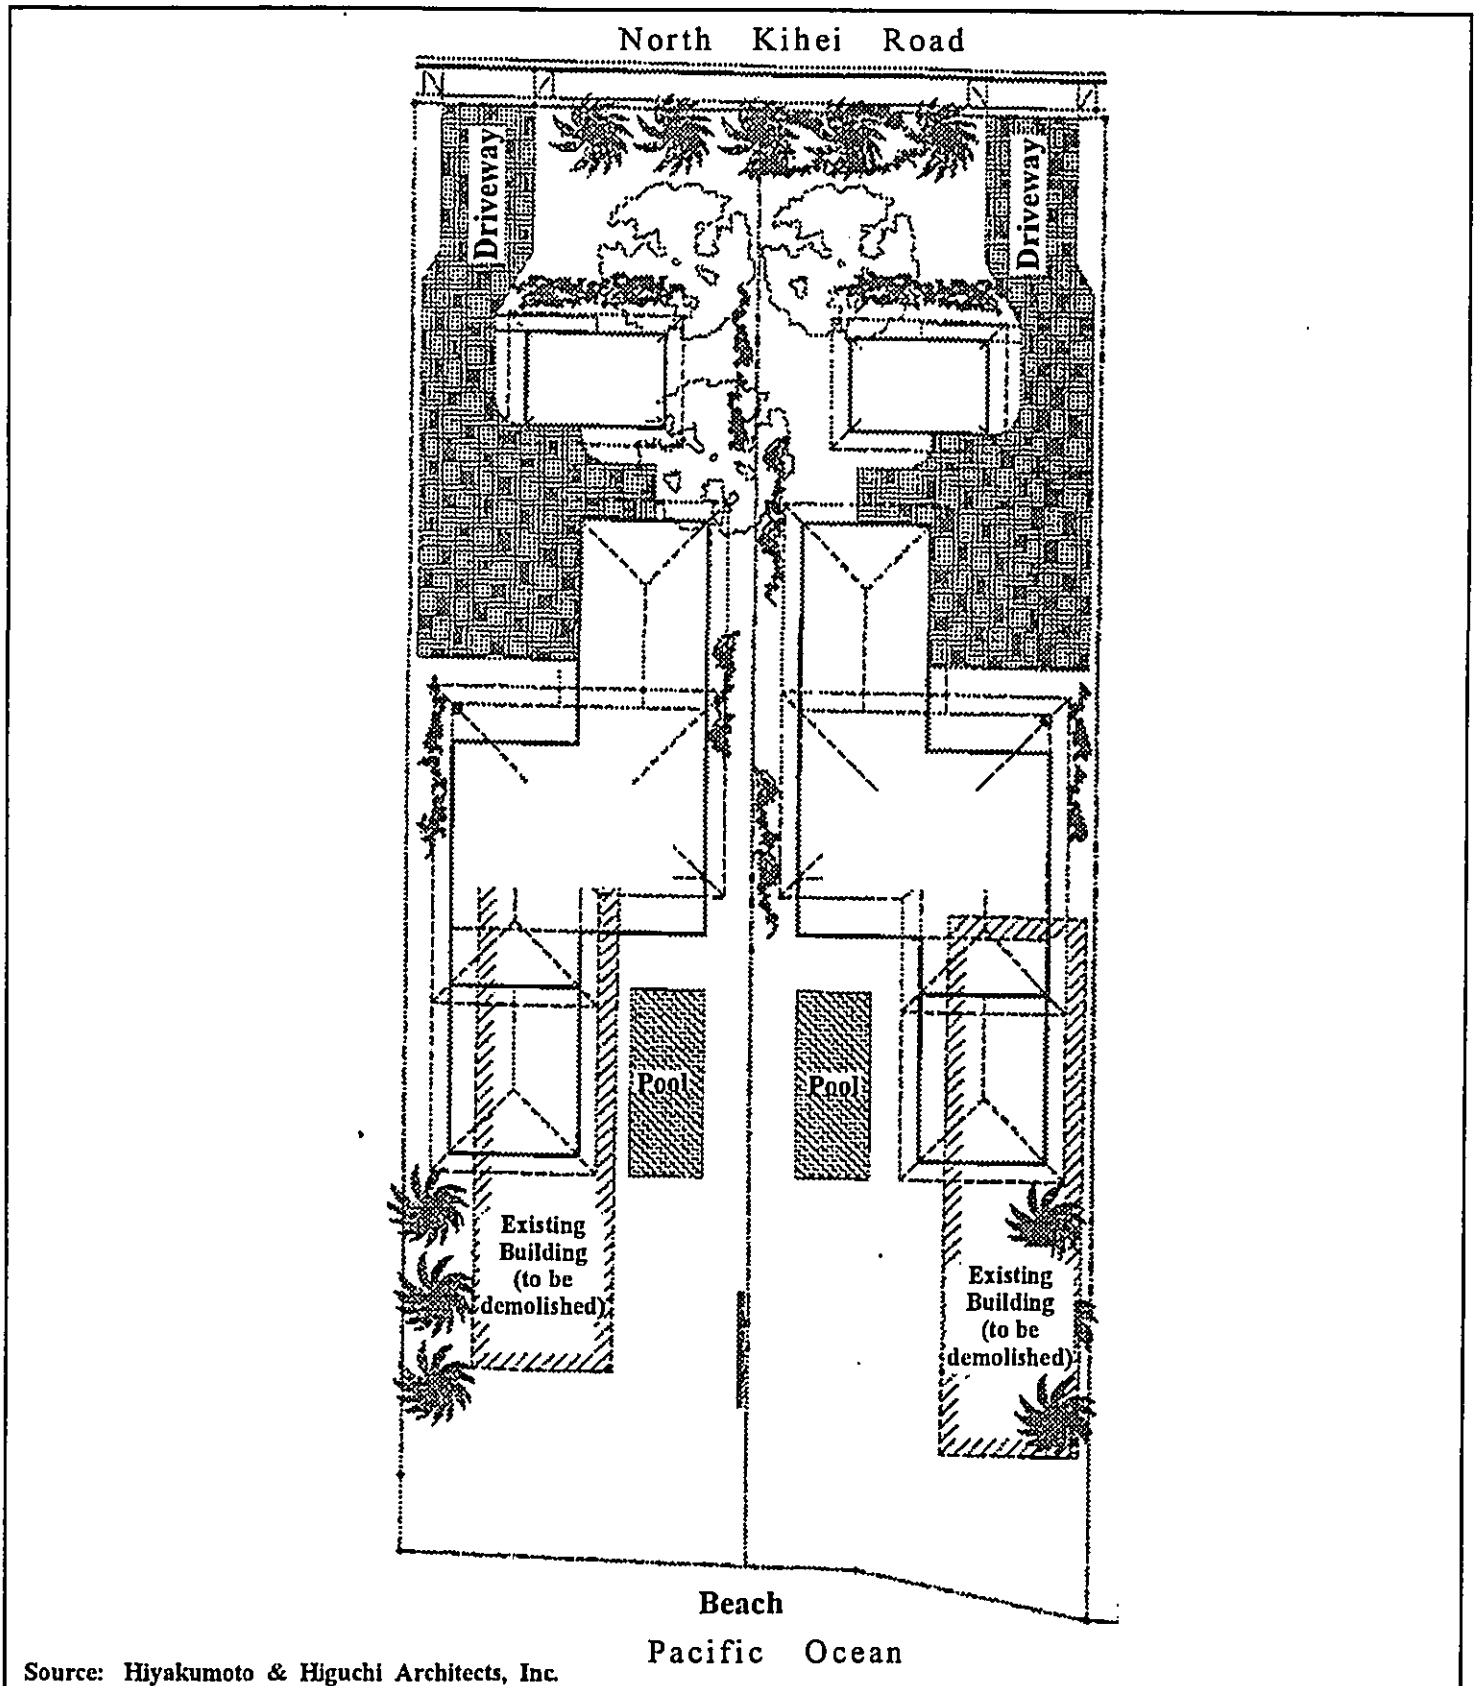 North Kihei Road
Driveway
Driveway
Pool
Pool
Existing
Building
(to be
demolished)
Existing
Building
(to be
demolished)
Beach
Pacific Ocean
Source: Hiyakumoto & Higuchi Architects, Inc.